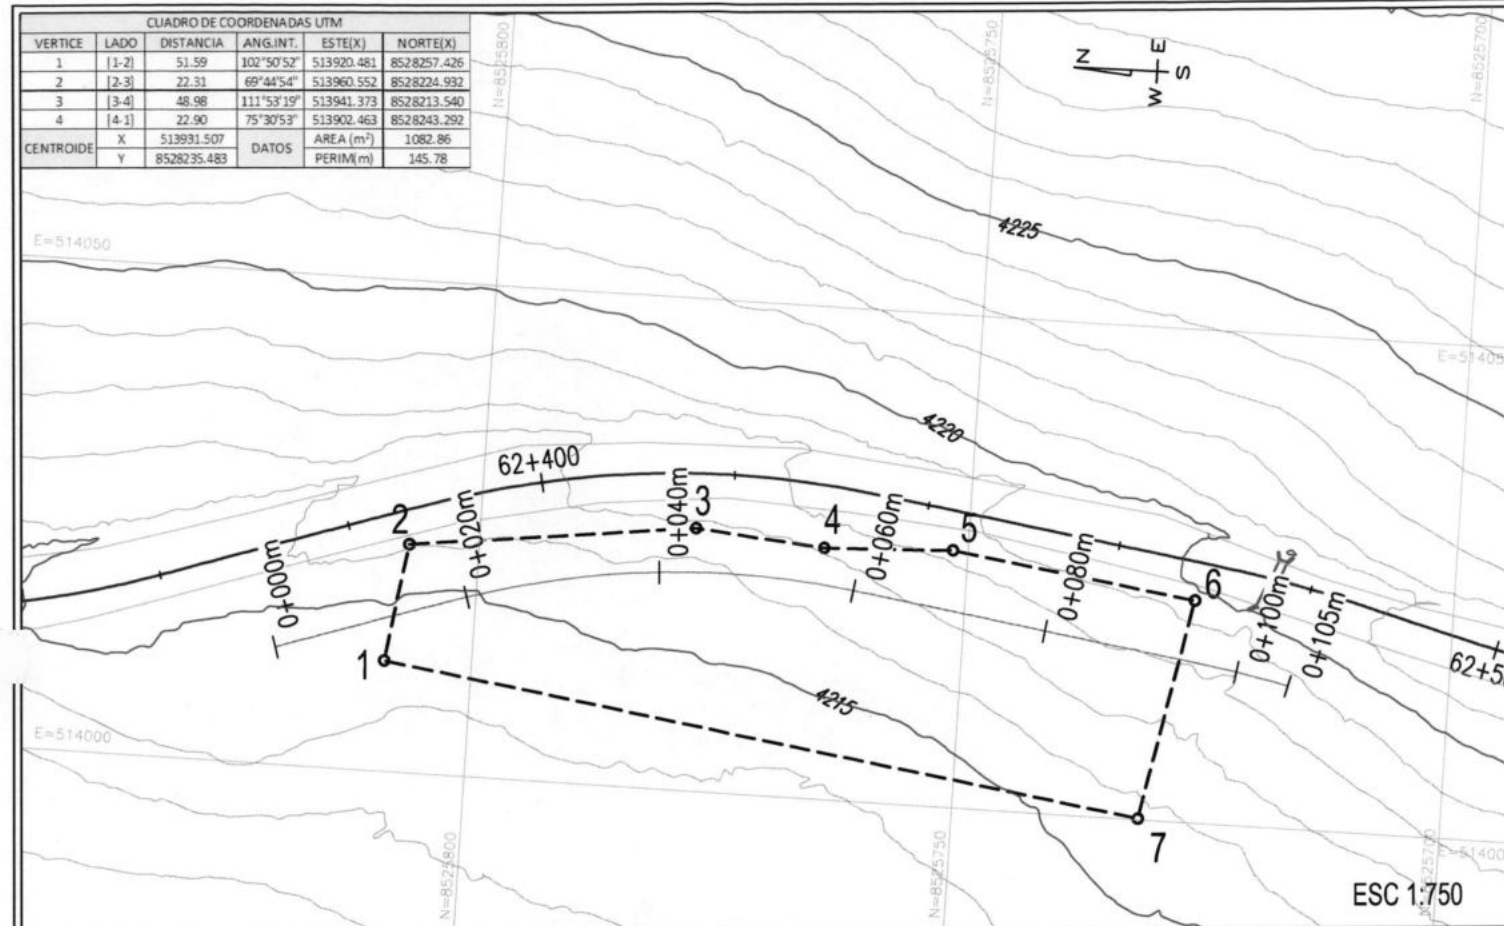 CUADRO DE COORDENADAS UTM
VERTICE LADO DISTANCIA ANG.INT. ESTE(X) NORTE(X)
1 [1-2] 51.59 102°50'52" 513920.481 8528257.426
2 [2-3] 22.31 69°44'54" 513960.552 8528224.932
3 [3-4] 48.98 111°53'19" 513941.373 8528213.540
4 [4-1] 22.90 75°30'53" 513902.463 8528243.292
CENTROIDE X 513931.507 DATOS AREA (m²) 1082.86
Y 8528235.483 PERIM(m) 145.78
N=8525800
N=8525750
N=8525700
N
E
S
W
4225
E=514050
E=51405
4220
62+400
2
3
4
5
6
0+000m
0+020m
0+040m
0+060m
0+080m
0+100m
0+105m
62+5
1
4215
E=514000
7
E=51400
N=8525800
N=8525750
N=8525700
ESC 1:750